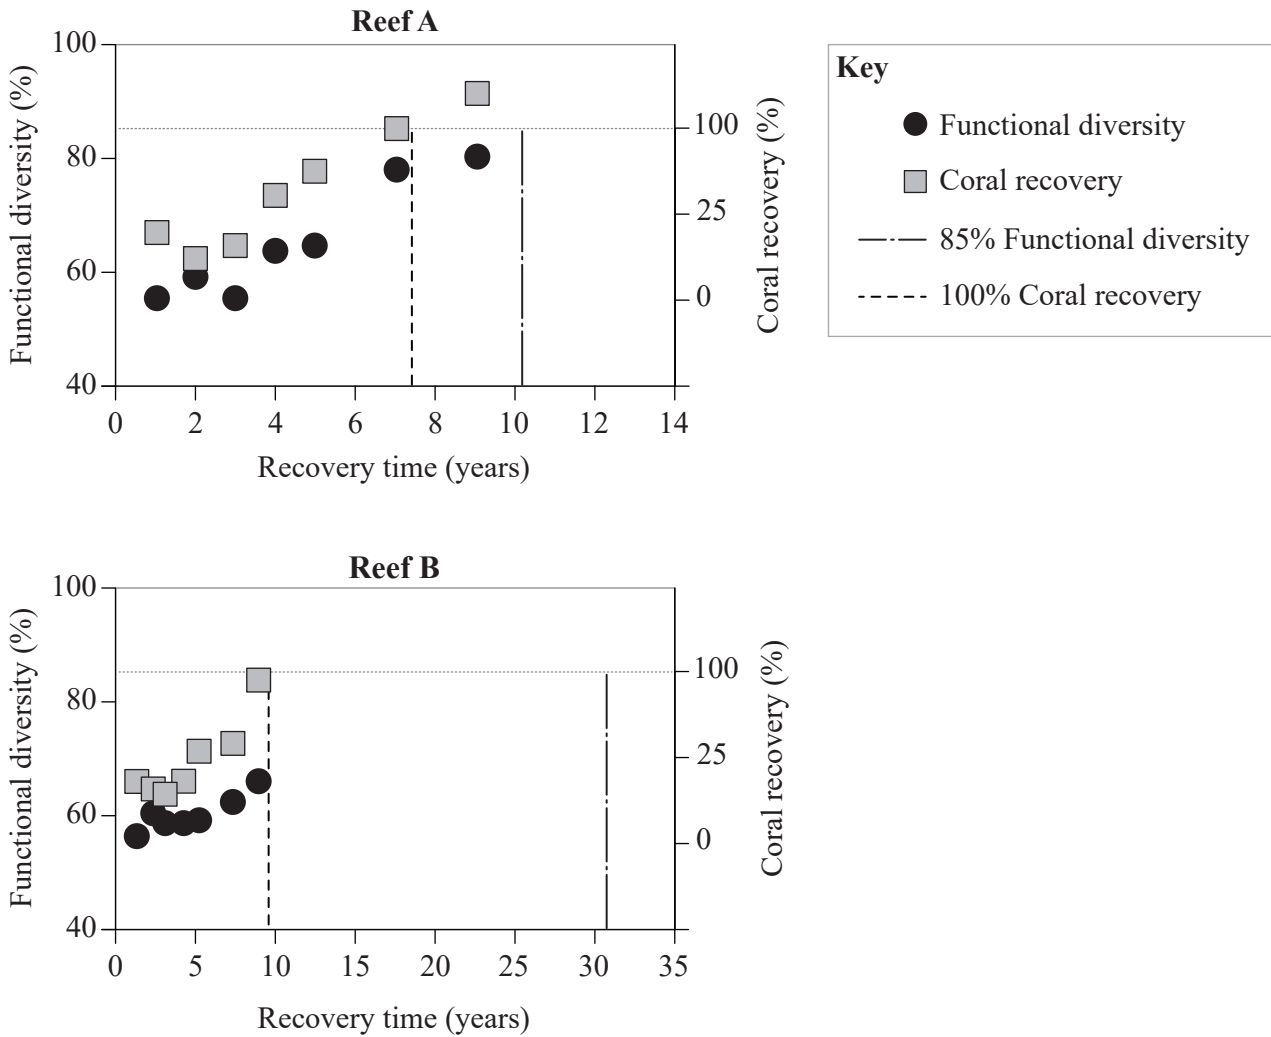 Reef A
Functional diversity (%)
100
80
60
40
0 2 4 6 8 10 12 14
Recovery time (years)
100
25
0
Coral recovery (%)
Key
Functional diversity
Coral recovery
85% Functional diversity
100% Coral recovery
Reef B
Functional diversity (%)
100
80
60
40
0 5 10 15 20 25 30 35
Recovery time (years)
100
25
0
Coral recovery (%)